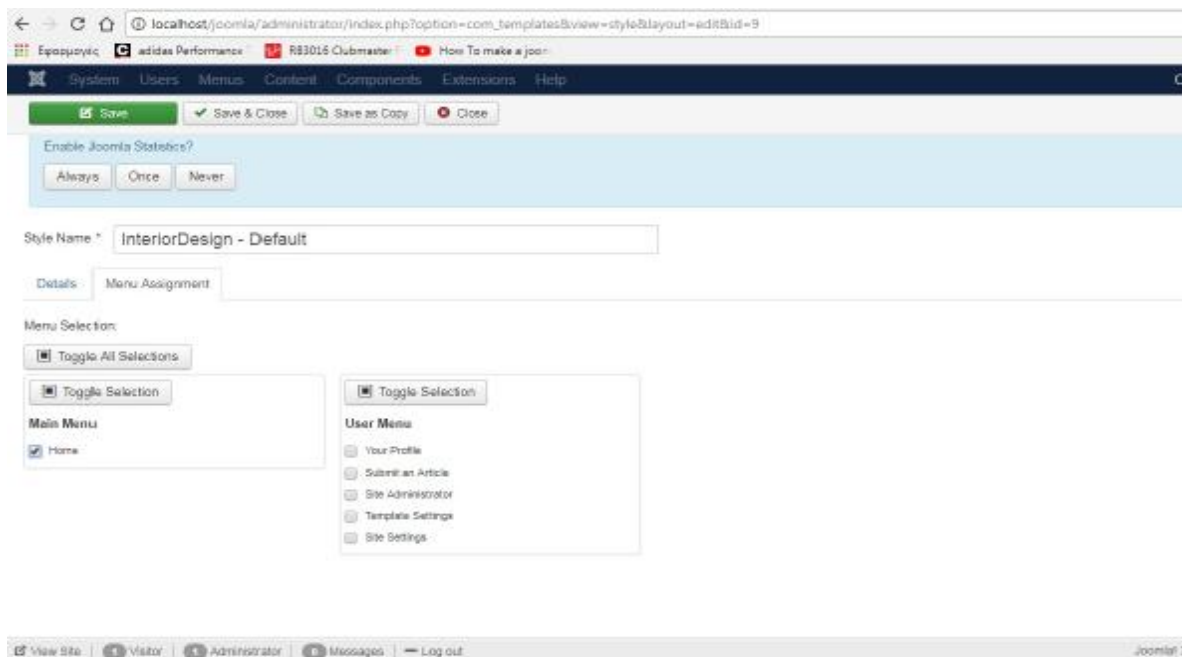 localhost/joomla/administrator/index.php?option=com_templates&view=style&layout=edit&id=9
Εφαρμογές adidas Performance RB3016 Clubmaster How To make a joor
System Users Menus Content Components Extensions Help
Save Save & Close Save as Copy Close
Enable Joomla Statistics?
Always Once Never
Style Name * InteriorDesign - Default
Details Menu Assignment
Menu Selection:
Toggle All Selections
Toggle Selection
Main Menu
Home
Toggle Selection
User Menu
Your Profile
Submit an Article
Site Administrator
Template Settings
Site Settings
View Site Visitor Administrator Messages Log out
Joomla!